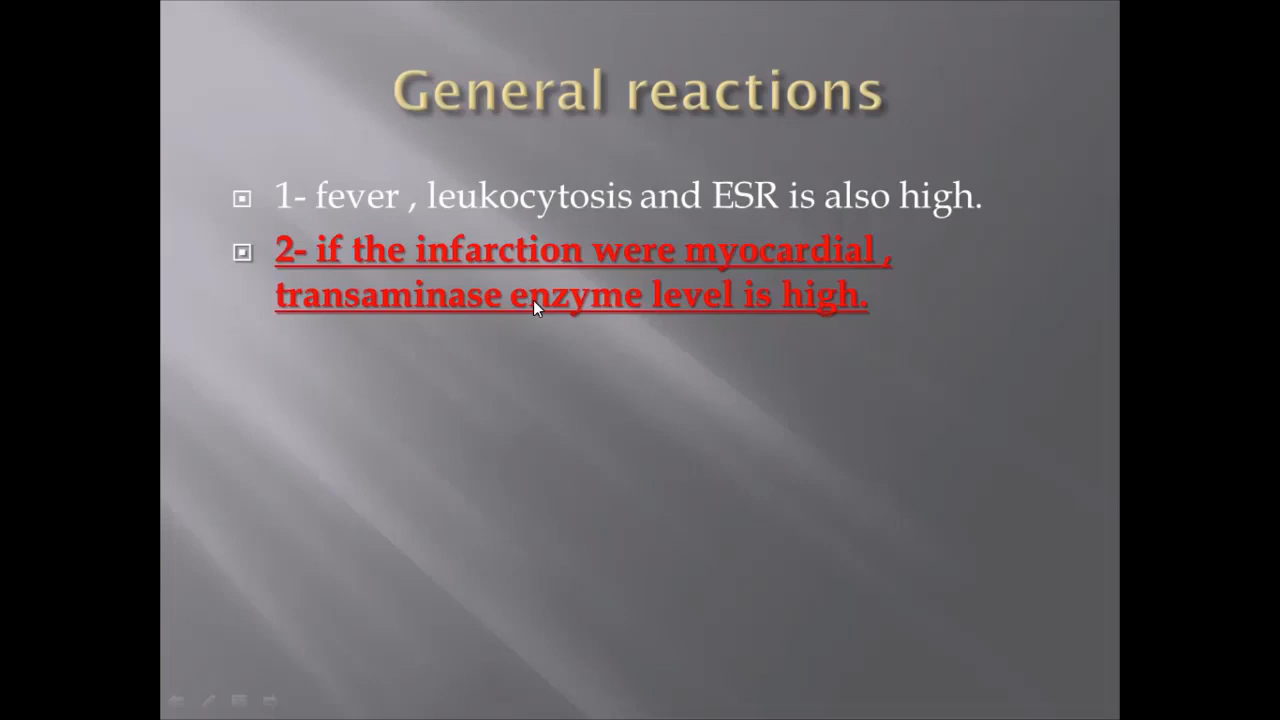 General reactions
1- fever , leukocytosis and ESR is also high.
2- if the infarction were myocardial ,
transaminase enzyme level is high.